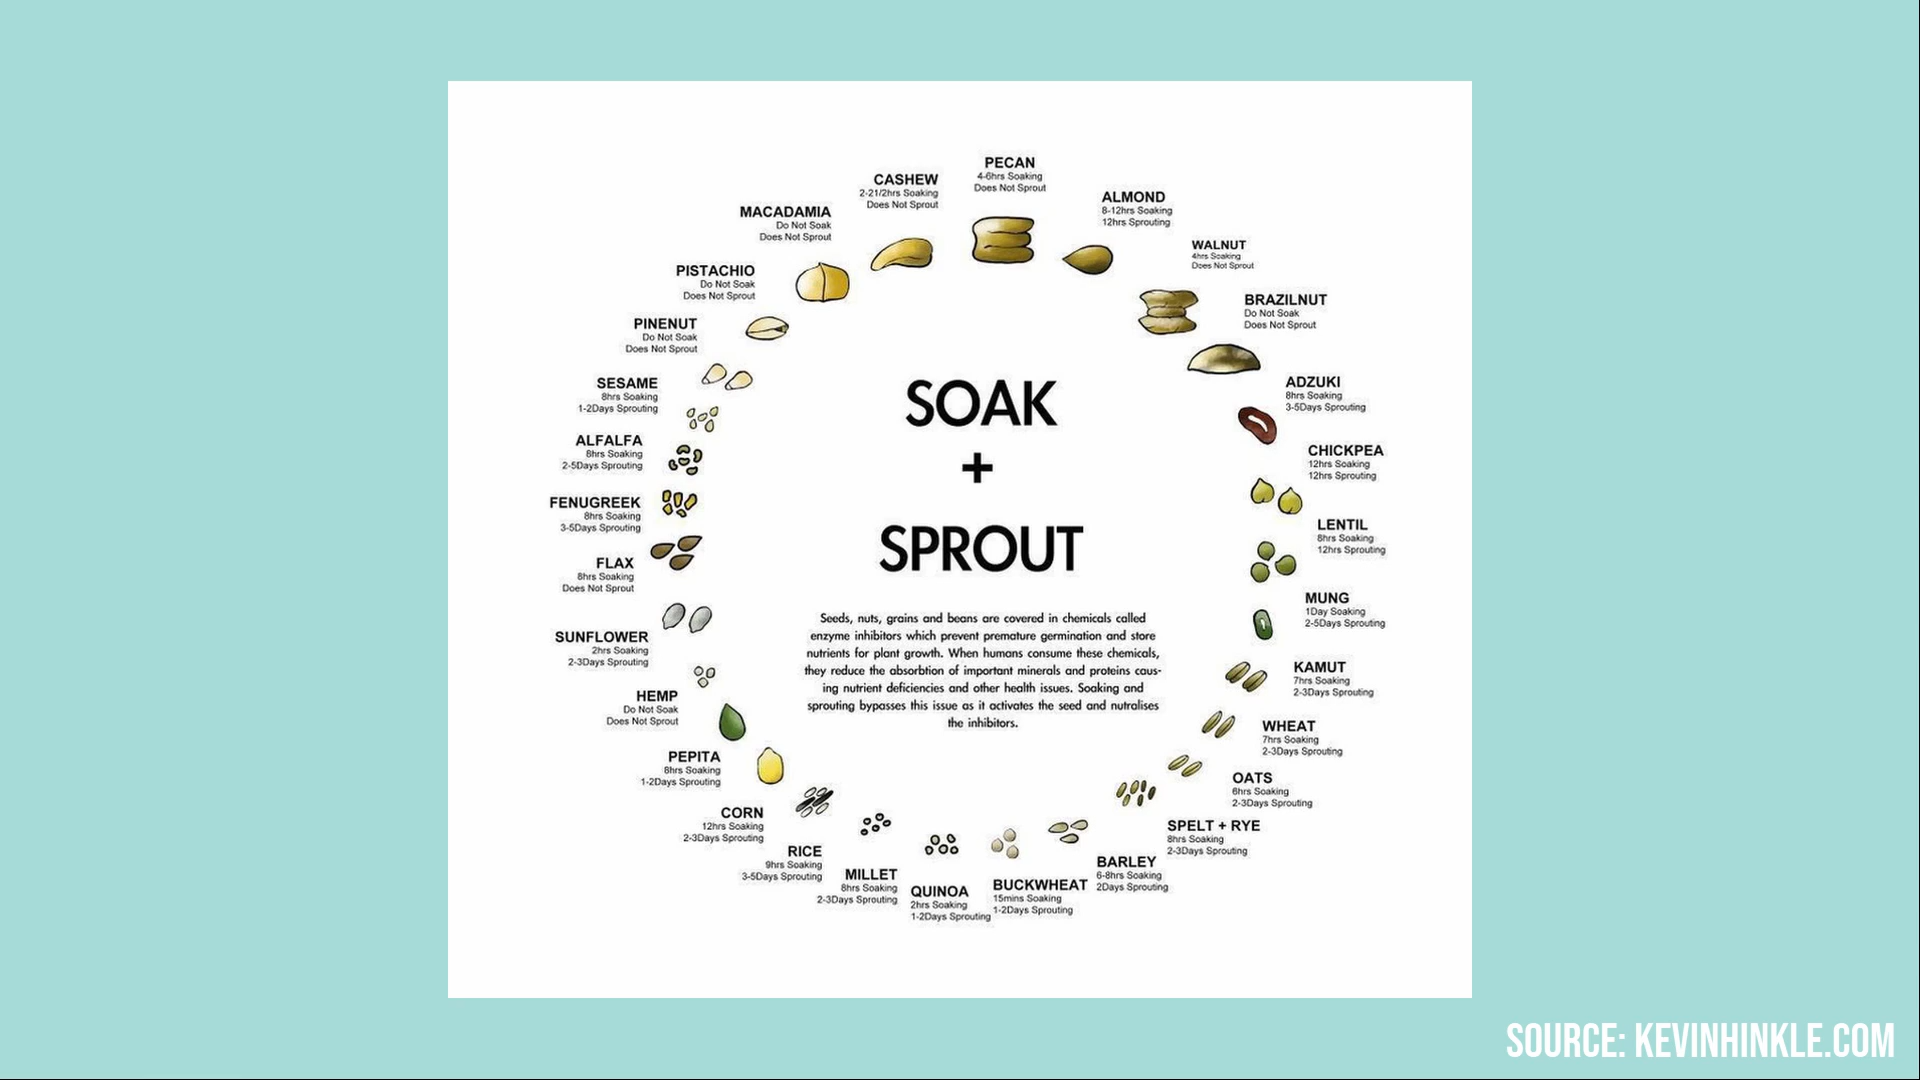 PECAN
4-6hrs Soaking
Does Not Sprout
ALMOND
8-12hrs Soaking
12hrs Sprouting
WALNUT
4hrs Soaking
Does Not Sprout
BRAZILNUT
Do Not Soak
Does Not Sprout
ADZUKI
8hrs Soaking
3-5Days Sprouting
CHICKPEA
12hrs Soaking
12hrs Sprouting
LENTIL
8hrs Soaking
12hrs Sprouting
MUNG
1Day Soaking
2-5Days Sprouting
KAMUT
7hrs Soaking
2-3Days Sprouting
WHEAT
7hrs Soaking
2-3Days Sprouting
OATS
6hrs Soaking
2-3Days Sprouting
SPELT + RYE
8hrs Soaking
2-3Days Sprouting
BARLEY
6-8hrs Soaking
2Days Sprouting
BUCKWHEAT
15mins Soaking
1-2Days Sprouting
QUINOA
2hrs Soaking
1-2Days Sprouting
MILLET
8hrs Soaking
2-3Days Sprouting
RICE
9hrs Soaking
3-5Days Sprouting
CORN
12hrs Soaking
2-3Days Sprouting
PEPITA
8hrs Soaking
1-2Days Sprouting
HEMP
Do Not Soak
Does Not Sprout
SUNFLOWER
2hrs Soaking
2-3Days Sprouting
FLAX
8hrs Soaking
Does Not Sprout
FENUGREEK
8hrs Soaking
3-5Days Sprouting
ALFALFA
8hrs Soaking
2-5Days Sprouting
SESAME
8hrs Soaking
1-2Days Sprouting
PINENUT
Do Not Soak
Does Not Sprout
PISTACHIO
Do Not Soak
Does Not Sprout
MACADAMIA
Do Not Soak
Does Not Sprout
CASHEW
2-21/2hrs Soaking
Does Not Sprout
SOAK
+
SPROUT
Seeds, nuts, grains and beans are covered in chemicals called
enzyme inhibitors which prevent premature germination and store
nutrients for plant growth. When humans consume these chemicals,
they reduce the absorbtion of important minerals and proteins caus-
ing nutrient deficiencies and other health issues. Soaking and
sprouting bypasses this issue as it activates the seed and nutralises
the inhibitors.
SOURCE: KEVINHINKLE.COM